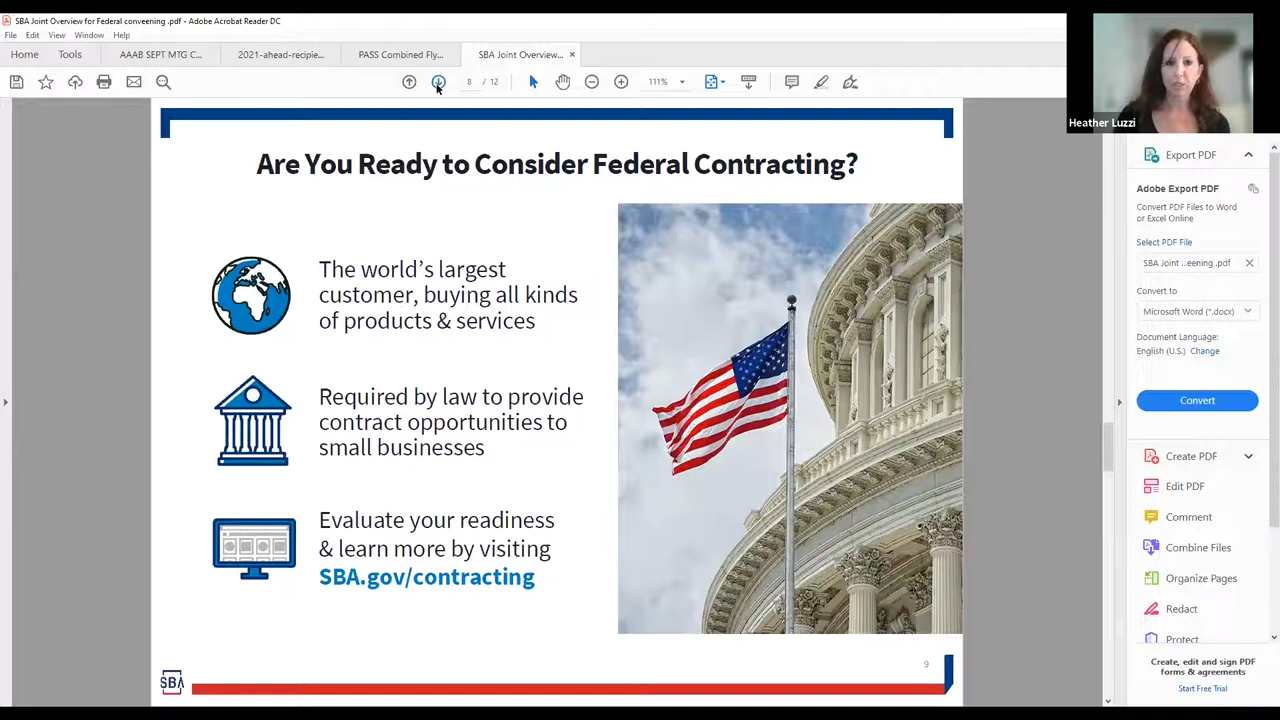 SBA Joint Overview for Federal conveening .pdf - Adobe Acrobat Reader DC
File Edit View Window Help
Home Tools AAAB SEPT MTG C... 2021-ahead-recipie... PASS Combined Fly... SBA Joint Overview... ×
8 / 12 111%
Heather Luzzi
Are You Ready to Consider Federal Contracting?
The world's largest
customer, buying all kinds
of products & services
Required by law to provide
contract opportunities to
small businesses
Evaluate your readiness
& learn more by visiting
SBA.gov/contracting
9
SBA
Export PDF
Adobe Export PDF
Convert PDF Files to Word
or Excel Online
Select PDF File
SBA Joint ...eening .pdf
Convert to
Microsoft Word (*.docx)
Document Language:
English (U.S.) Change
Convert
Create PDF
Edit PDF
Comment
Combine Files
Organize Pages
Redact
Protect
Create, edit and sign PDF
forms & agreements
Start Free Trial